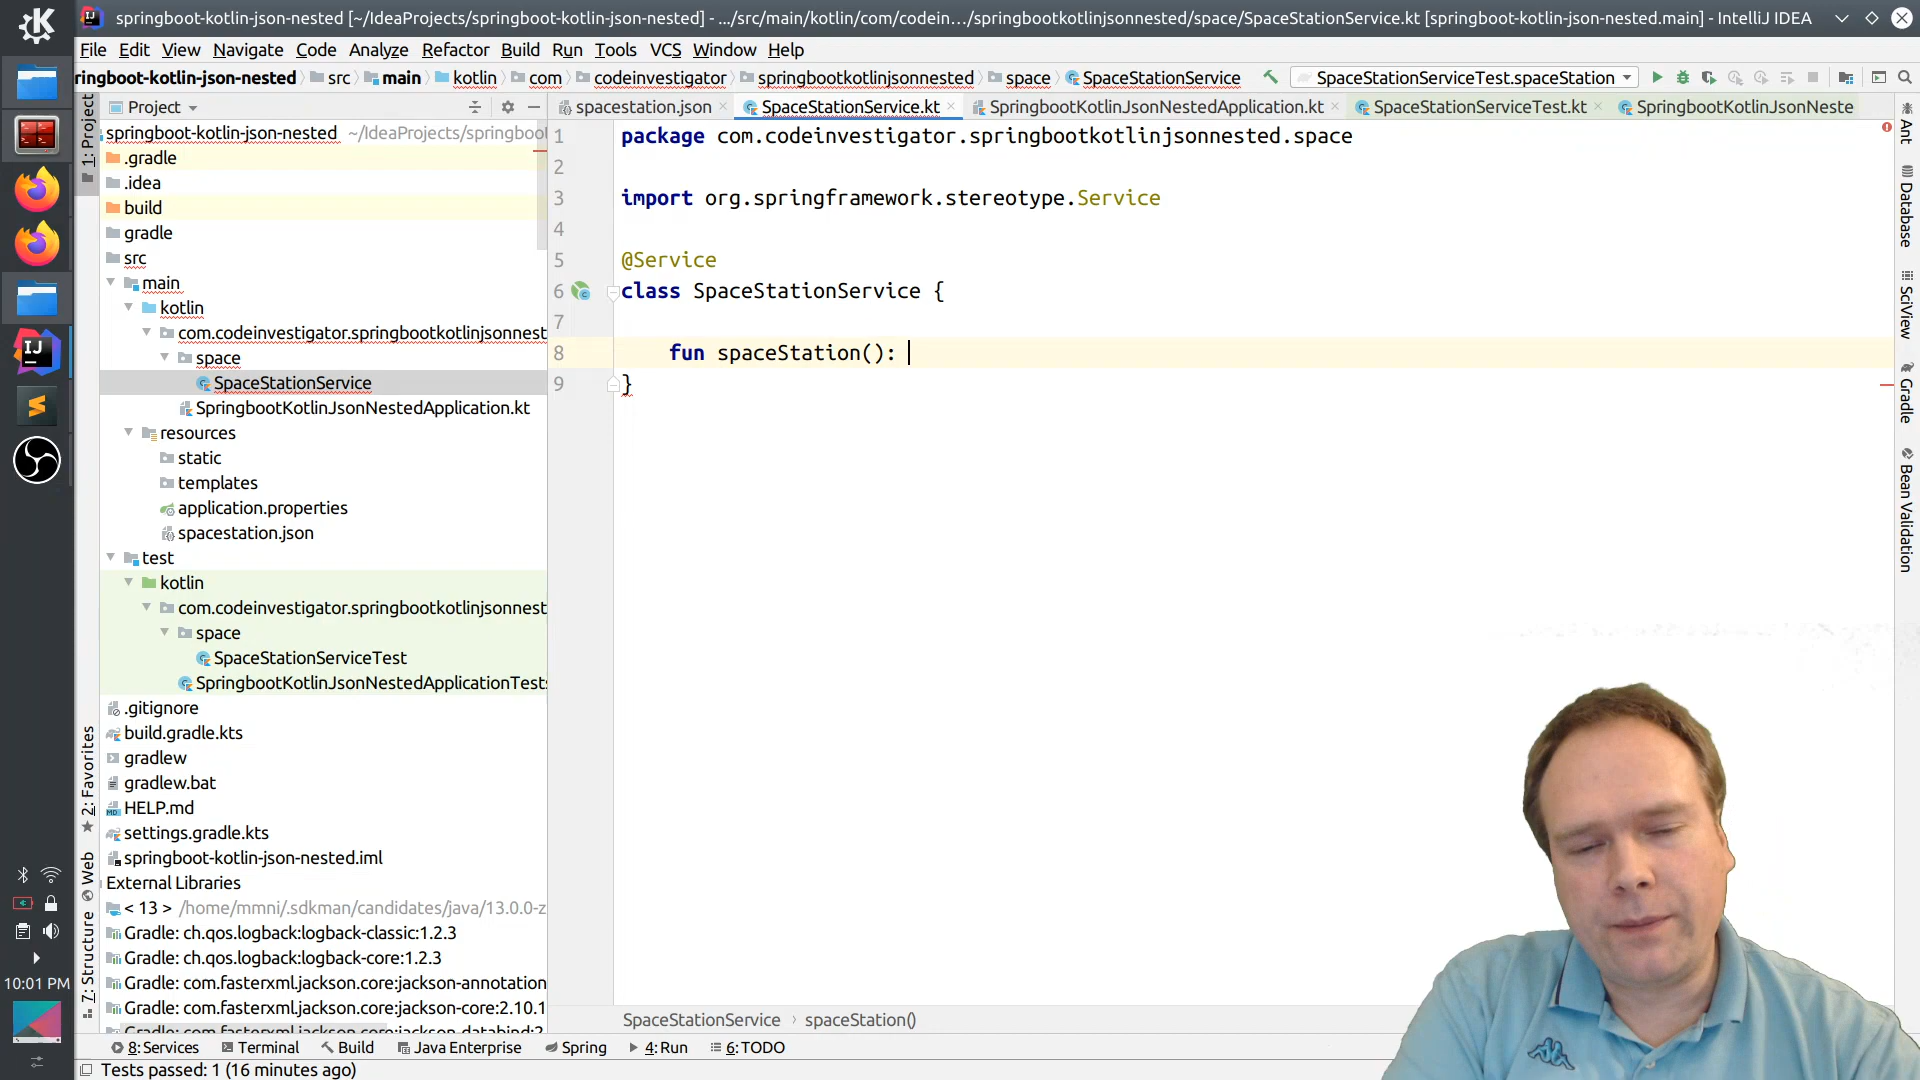 springboot-kotlin-json-nested [~/IdeaProjects/springboot-kotlin-json-nested] - .../src/main/kotlin/com/codein.../springbootkotlinjsonnested/space/SpaceStationService.kt [springboot-kotlin-json-nested.main] - IntelliJ IDEA
File Edit View Navigate Code Analyze Refactor Build Run Tools VCS Window Help
ringboot-kotlin-json-nested src main kotlin com codeinvestigator springbootkotlinjsonnested space SpaceStationService SpaceStationServiceTest.spaceStation
Project spacestation.json SpaceStationService.kt SpringbootKotlinJsonNestedApplication.kt SpaceStationServiceTest.kt SpringbootKotlinJsonNeste
1: Project
2: Favorites
Web
7: Structure
springboot-kotlin-json-nested ~/IdeaProjects/springbool
.gradle
.idea
build
gradle
src
main
kotlin
com.codeinvestigator.springbootkotlinjsonnest
space
SpaceStationService
SpringbootKotlinJsonNestedApplication.kt
resources
static
templates
application.properties
spacestation.json
test
kotlin
com.codeinvestigator.springbootkotlinjsonnest
space
SpaceStationServiceTest
SpringbootKotlinJsonNestedApplicationTests
.gitignore
build.gradle.kts
gradlew
gradlew.bat
HELP.md
settings.gradle.kts
springboot-kotlin-json-nested.iml
External Libraries
< 13 > /home/mmni/.sdkman/candidates/java/13.0.0-z
Gradle: ch.qos.logback:logback-classic:1.2.3
Gradle: ch.qos.logback:logback-core:1.2.3
Gradle: com.fasterxml.jackson.core:jackson-annotation
Gradle: com.fasterxml.jackson.core:jackson-core:2.10.1
Gradle: com.fasterxml.jackson.core:jackson-databind:2
1 package com.codeinvestigator.springbootkotlinjsonnested.space
2
3 import org.springframework.stereotype.Service
4
5 @Service
6 class SpaceStationService {
7
8 fun spaceStation():
9 }
Ant
Database
SciView
Gradle
Bean Validation
SpaceStationService spaceStation()
8: Services Terminal Build Java Enterprise Spring 4: Run 6: TODO
Tests passed: 1 (16 minutes ago)
10:01 PM
IJ